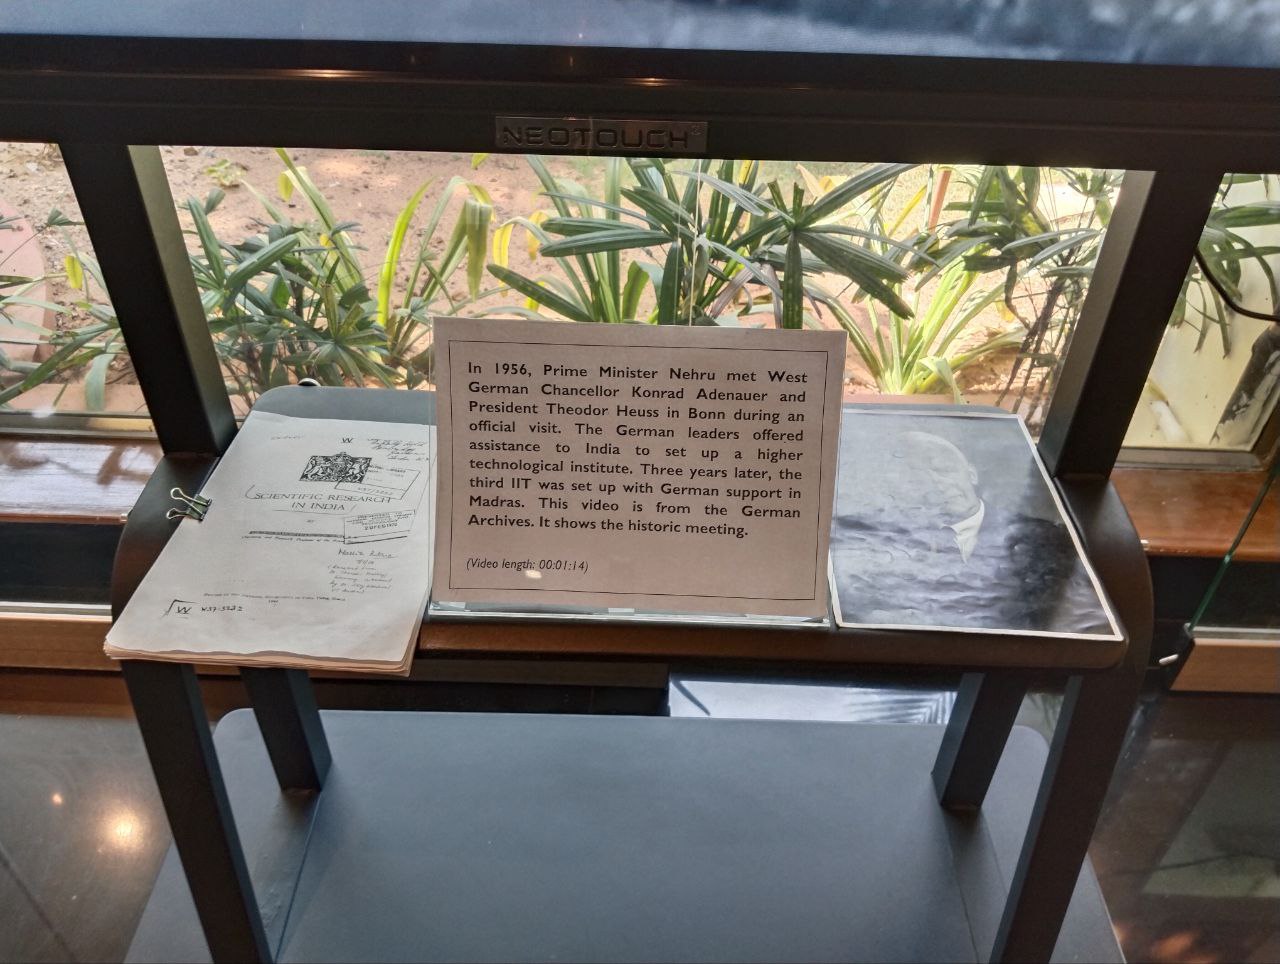 NEOTOUCH
In 1956, Prime Minister Nehru met West
German Chancellor Konrad Adenauer and
President Theodor Heuss in Bonn during an
official visit. The German leaders offered
assistance to India to set up a higher
technological institute. Three years later, the
third IIT was set up with German support in
Madras. This video is from the German
Archives. It shows the historic meeting.
(Video length: 00:01:14)
W
SCIENTIFIC RESEARCH
IN INDIA
BY
W